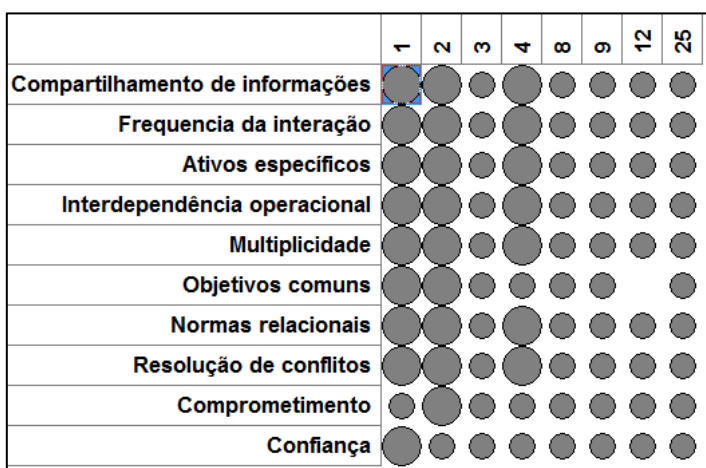 1 2 3 4 8 9 12 25
Compartilhamento de informações
Frequencia da interação
Ativos específicos
Interdependência operacional
Multiplicidade
Objetivos comuns
Normas relacionais
Resolução de conflitos
Comprometimento
Confiança